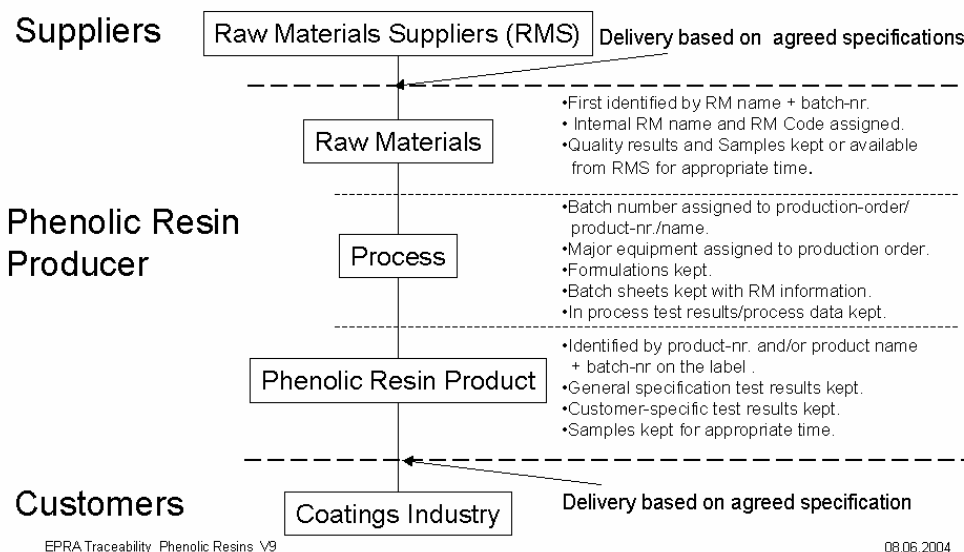 Suppliers
Raw Materials Suppliers (RMS)
Delivery based on agreed specifications
Raw Materials
•First identified by RM name + batch-nr.
• Internal RM name and RM Code assigned.
•Quality results and Samples kept or available
from RMS for appropriate time.
Phenolic Resin
Producer
Process
•Batch number assigned to production-order/
product-nr./name.
•Major equipment assigned to production order.
•Formulations kept.
•Batch sheets kept with RM information.
•In process test results/process data kept.
Phenolic Resin Product
•Identified by product-nr. and/or product name
+ batch-nr on the label .
•General specification test results kept.
•Customer-specific test results kept.
•Samples kept for appropriate time.
Customers
Coatings Industry
Delivery based on agreed specification
EPRA Traceability Phenolic Resins V9
08.06.2004